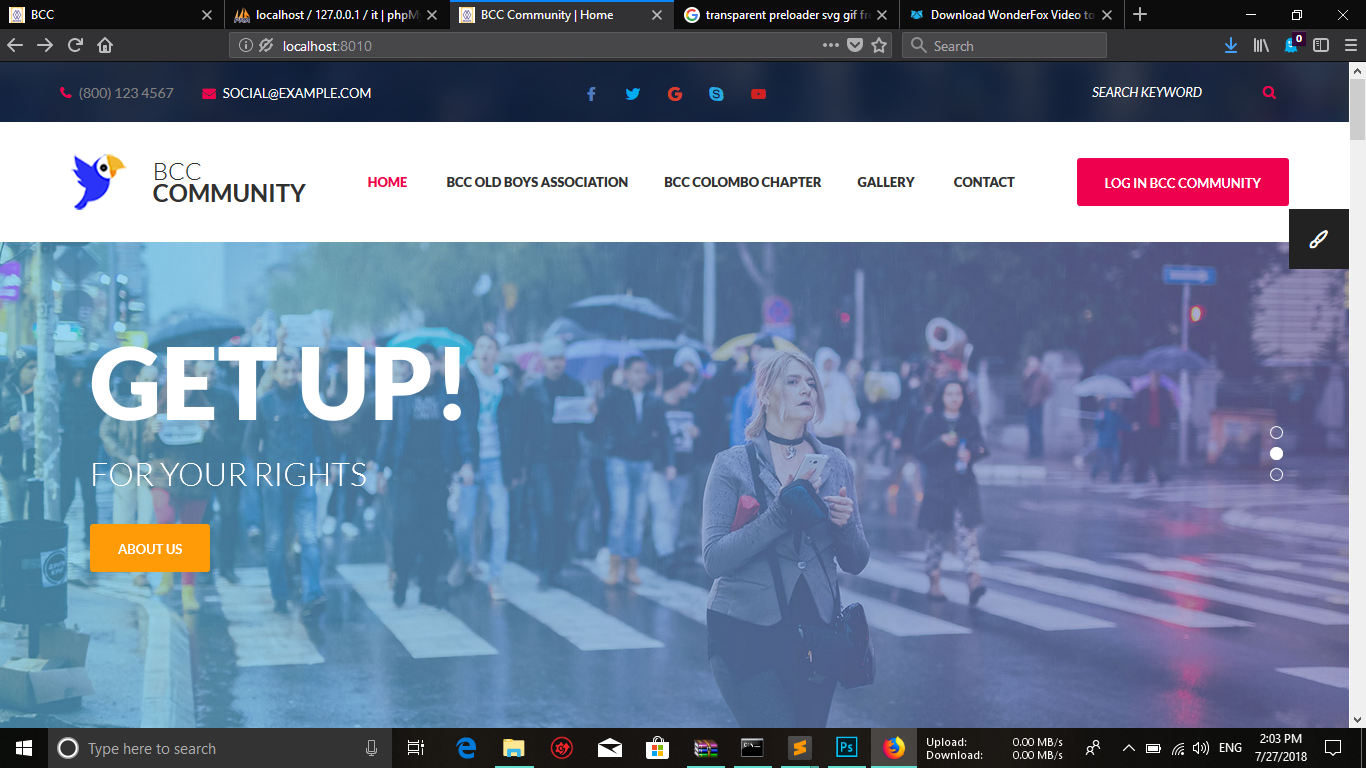 BCC
localhost / 127.0.0.1 / it | phpM
BCC Community | Home
transparent preloader svg gif fre
Download WonderFox Video to
localhost:8010
Search
0
(800) 123 4567
SOCIAL@EXAMPLE.COM
SEARCH KEYWORD
BCC
COMMUNITY
HOME
BCC OLD BOYS ASSOCIATION
BCC COLOMBO CHAPTER
GALLERY
CONTACT
LOG IN BCC COMMUNITY
GET UP!
FOR YOUR RIGHTS
ABOUT US
Type here to search
Upload: 0.00 MB/s
Download: 0.00 MB/s
ENG
2:03 PM
7/27/2018